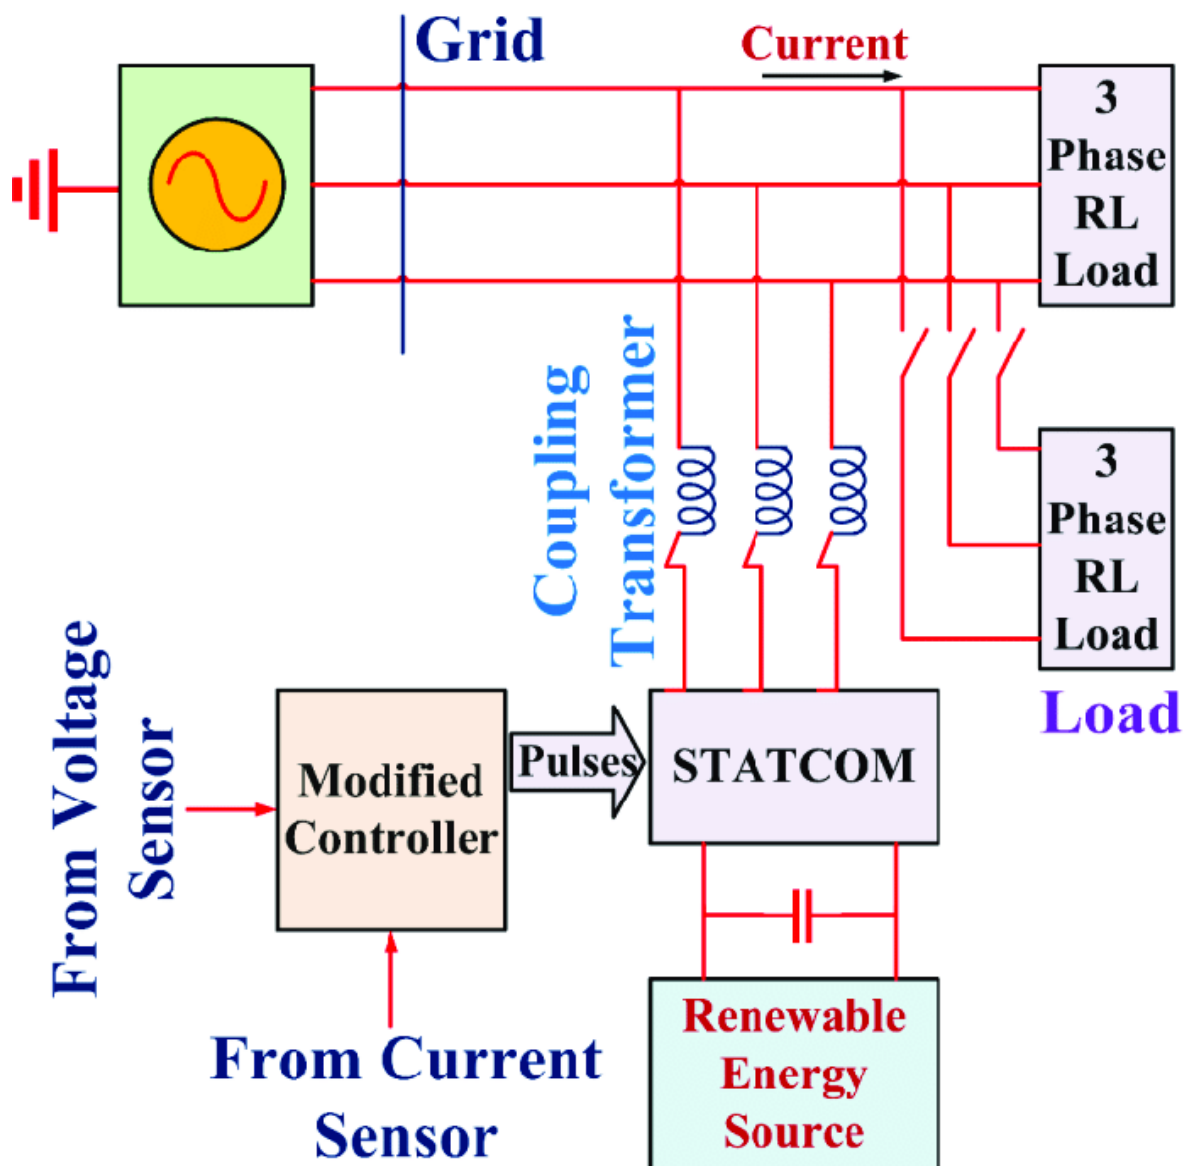 Grid
Current
3
Phase
RL
Load
Coupling
Transformer
3
Phase
RL
Load
Load
From Voltage
Sensor
Modified
Controller
Pulses
STATCOM
From Current
Sensor
Renewable
Energy
Source